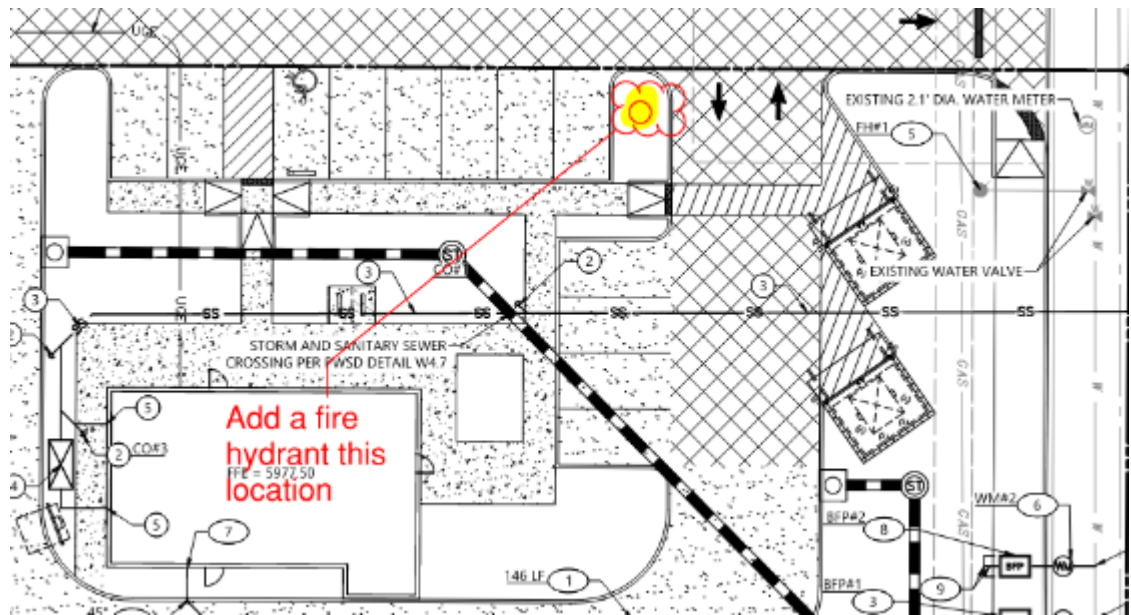 UGE
EXISTING 2.1' DIA. WATER METER
FH#1
5
GAS
W
UGE
ST
CO#1
2
3
3
EXISTING WATER VALVE
GAS
W
3
UGE
SS
SS
SS
SS
SS
SS
STORM AND SANITARY SEWER
CROSSING PER PWSD DETAIL W4.7
Add a fire
hydrant this
location
FFE = 5977.50
5
2
CO#3
4
5
7
GAS
W
ST
WM#2
6
BFP#2
8
GAS
W
BFP
WM
9
146 LF
1
BFP#1
3
45°